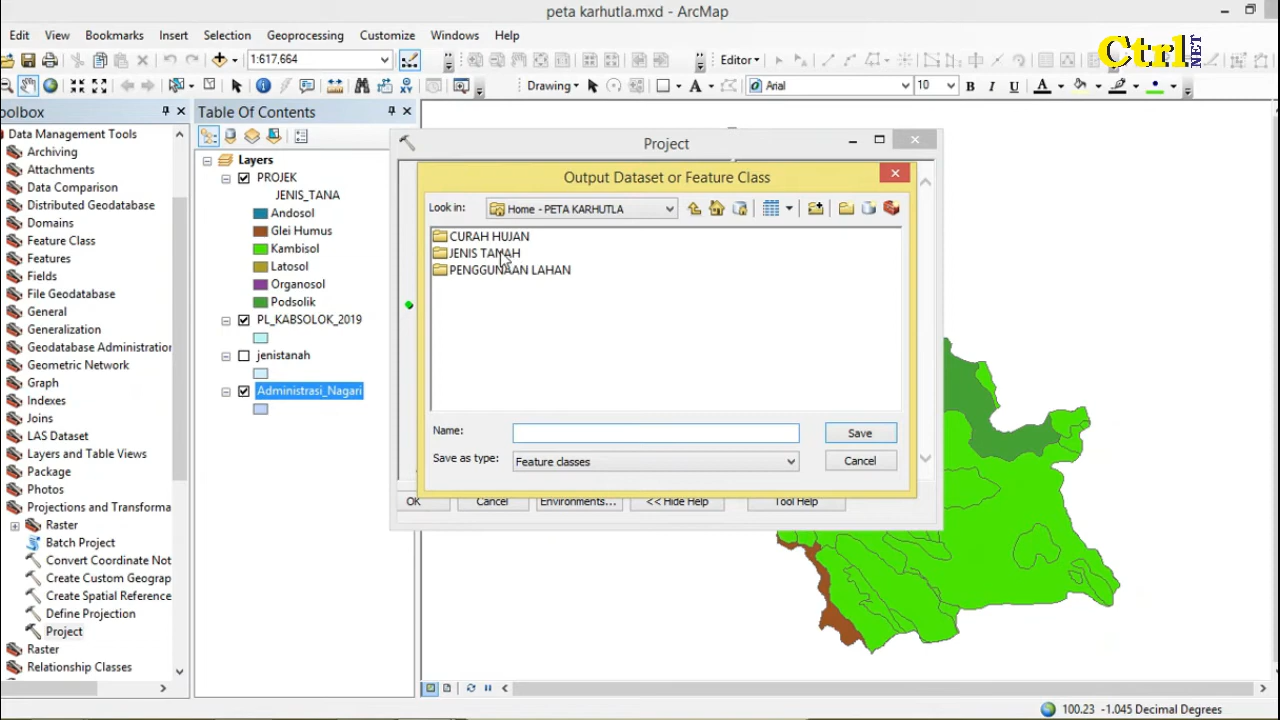 peta karhutla.mxd - ArcMap
Edit View Bookmarks Insert Selection Geoprocessing Customize Windows Help
1:617.664
Editor
Ctrl NET
Drawing
Arial
10
B I U A
oolbox
Data Management Tools
Archiving
Attachments
Data Comparison
Distributed Geodatabase
Domains
Feature Class
Features
Fields
File Geodatabase
General
Generalization
Geodatabase Administration
Geometric Network
Graph
Indexes
Joins
LAS Dataset
Layers and Table Views
Package
Photos
Projections and Transforma
Raster
Batch Project
Convert Coordinate Not
Create Custom Geograp
Create Spatial Reference
Define Projection
Project
Raster
Relationship Classes
Table Of Contents
Layers
PROJEK
JENIS_TANA
Andosol
Glei Humus
Kambisol
Latosol
Organosol
Podsolik
PL_KABSOLOK_2019
jenistanah
Administrasi_Nagari
Project
Output Dataset or Feature Class
Look in: Home - PETA KARHUTLA
CURAH HUJAN
JENIS TANAH
PENGGUNAAN LAHAN
Name: Save
Save as type: Feature classes Cancel
OK Cancel Environments... << Hide Help Tool Help
100.23 -1.045 Decimal Degrees